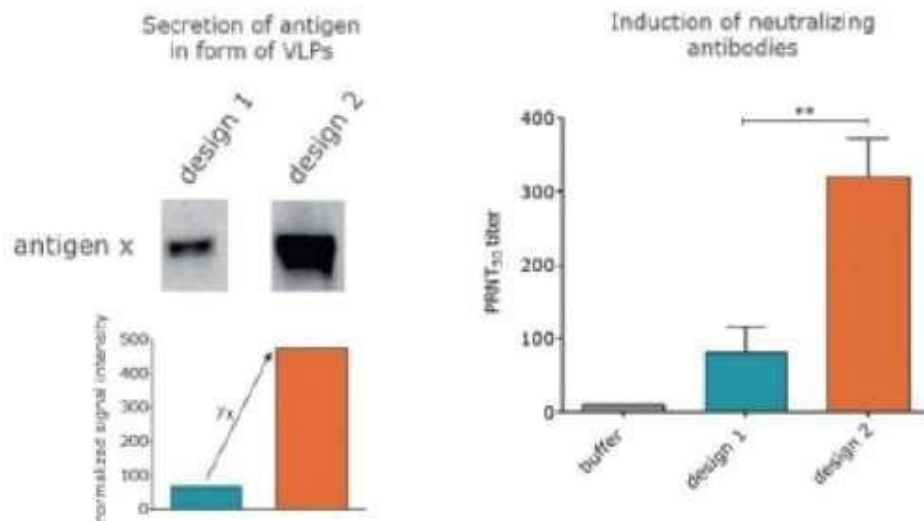 Secretion of antigen
in form of VLPs
design 1
design 2
antigen x
normalized signal intensity
500
400
300
200
100
0
7x
Induction of neutralizing
antibodies
PRNT₅₀ titer
400
300
200
100
0
**
buffer
design 1
design 2